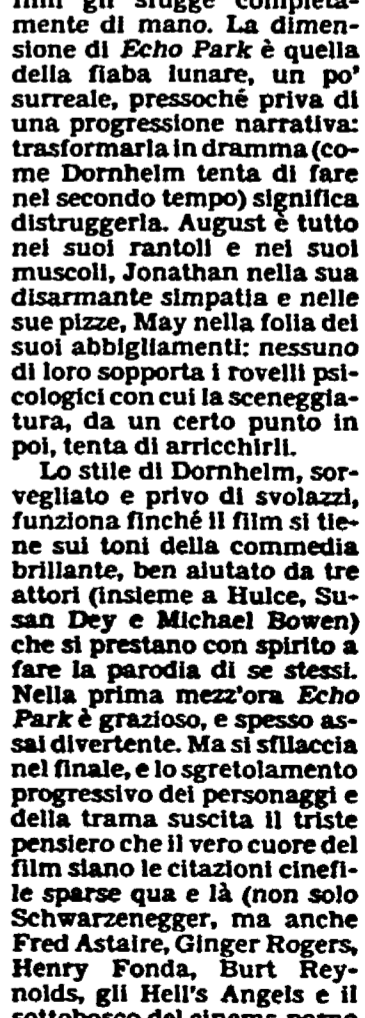 film gli sfugge completa-
mente di mano. La dimen-
sione di Echo Park è quella
della fiaba lunare, un po'
surreale, pressoché priva di
una progressione narrativa:
trasformarla in dramma (co-
me Dornhelm tenta di fare
nel secondo tempo) significa
distruggerla. August è tutto
nei suoi rantoli e nei suoi
muscoli, Jonathan nella sua
disarmante simpatia e nelle
sue pizze, May nella follia dei
suoi abbigliamenti: nessuno
di loro sopporta i rovelli psi-
cologici con cui la sceneggia-
tura, da un certo punto in
poi, tenta di arricchirli.
Lo stile di Dornhelm, sor-
vegliato e privo di svolazzi,
funziona finché il film si tie-
ne sui toni della commedia
brillante, ben aiutato da tre
attori (insieme a Hulce, Su-
san Dey e Michael Bowen)
che si prestano con spirito a
fare la parodia di se stessi.
Nella prima mezz'ora Echo
Park è grazioso, e spesso as-
sai divertente. Ma si sfilaccia
nel finale, e lo sgretolamento
progressivo dei personaggi e
della trama suscita il triste
pensiero che il vero cuore del
film siano le citazioni cinefi-
le sparse qua e là (non solo
Schwarzenegger, ma anche
Fred Astaire, Ginger Rogers,
Henry Fonda, Burt Rey-
nolds, gli Hell's Angels e il
sottobosco del cinema porno